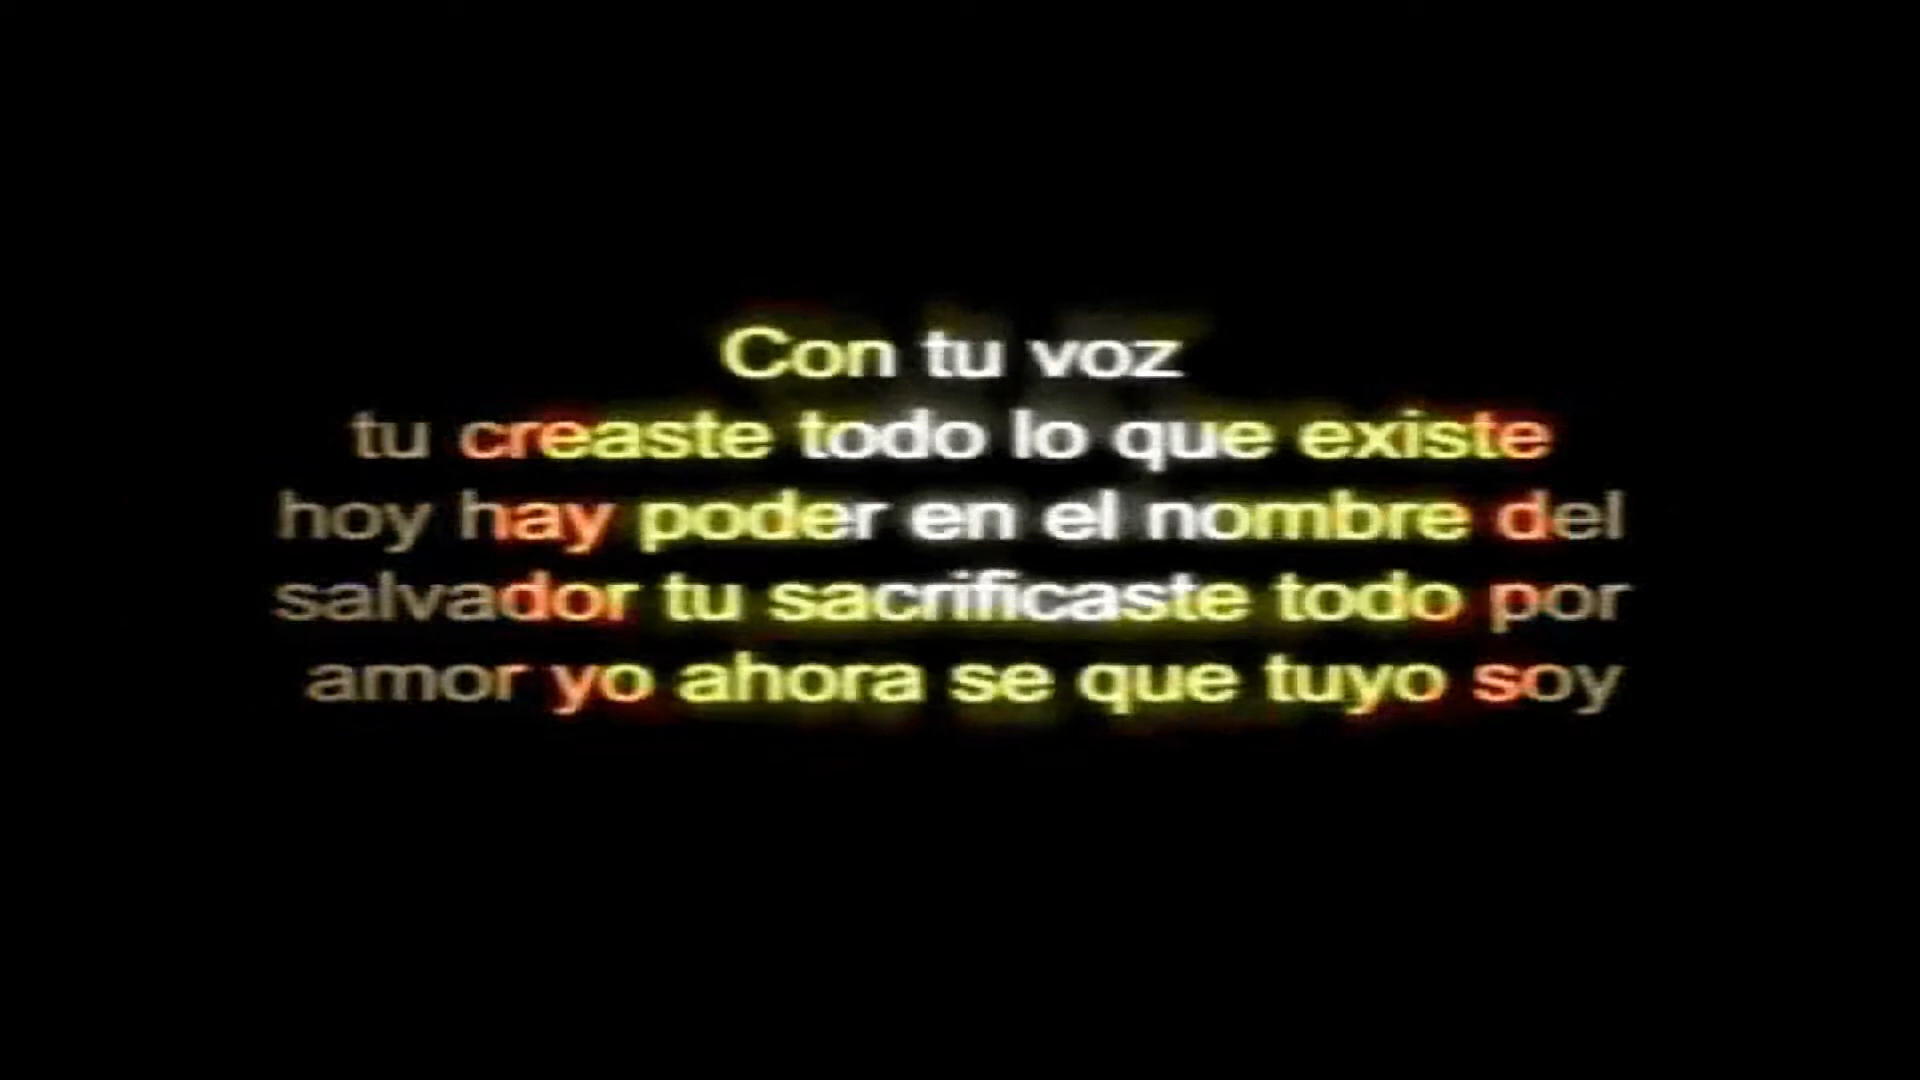 Con tu voz
tu creaste todo lo que existe
hoy hay poder en el nombre del
salvador tu sacrificaste todo por
amor yo ahora se que tuyo soy